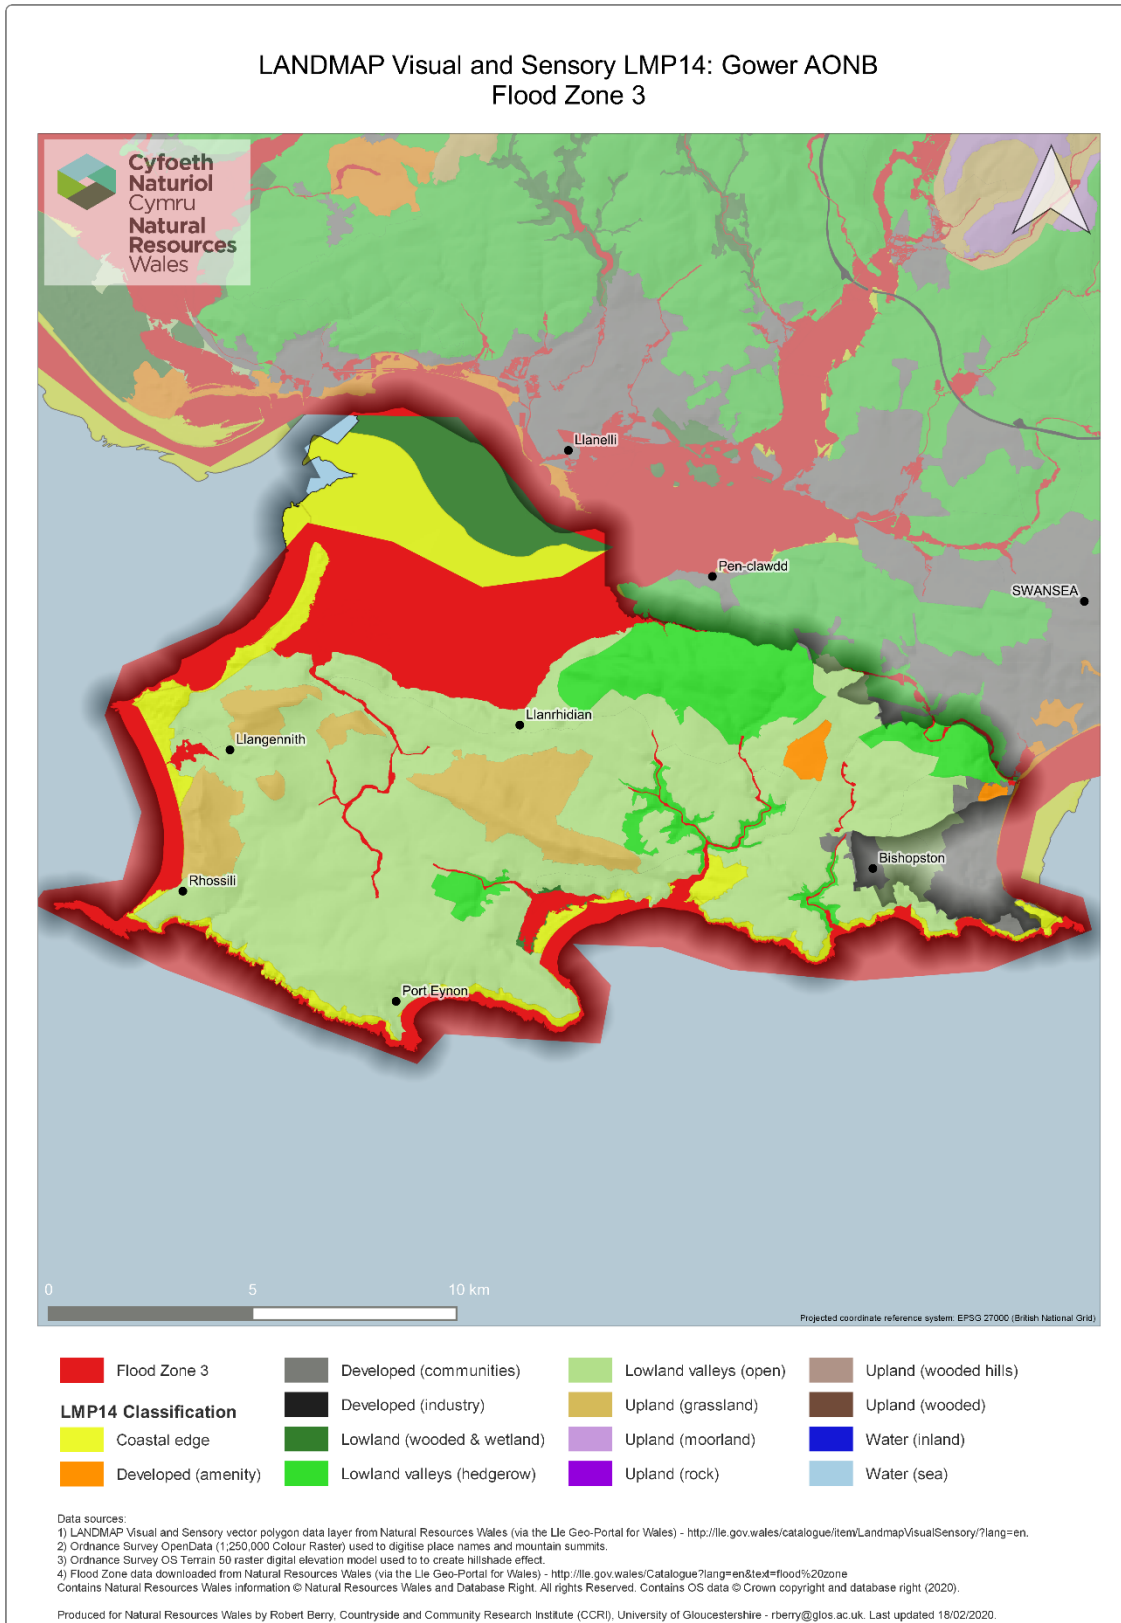 LANDMAP Visual and Sensory LMP14: Gower AONB
Flood Zone 3
Cyfoeth
Naturiol
Cymru
Natural
Resources
Wales
Llanelli
Pen-clawdd
SWANSEA
Llanrhidian
Llangennith
Bishopston
Rhossili
Port Eynon
0 5 10 km
Projected coordinate reference system: EPSG 27000 (British National Grid)
Flood Zone 3
LMP14 Classification
Coastal edge
Developed (amenity)
Developed (communities)
Developed (industry)
Lowland (wooded & wetland)
Lowland valleys (hedgerow)
Lowland valleys (open)
Upland (grassland)
Upland (moorland)
Upland (rock)
Upland (wooded hills)
Upland (wooded)
Water (inland)
Water (sea)
Data sources:
1) LANDMAP Visual and Sensory vector polygon data layer from Natural Resources Wales (via the Lle Geo-Portal for Wales) - http://lle.gov.wales/catalogue/item/LandmapVisualSensory/?lang=en.
2) Ordnance Survey OpenData (1;250,000 Colour Raster) used to digitise place names and mountain summits.
3) Ordnance Survey OS Terrain 50 raster digital elevation model used to to create hillshade effect.
4) Flood Zone data downloaded from Natural Resources Wales (via the Lle Geo-Portal for Wales) - http://lle.gov.wales/Catalogue?lang=en&text=flood%20zone
Contains Natural Resources Wales information © Natural Resources Wales and Database Right. All rights Reserved. Contains OS data © Crown copyright and database right (2020).
Produced for Natural Resources Wales by Robert Berry, Countryside and Community Research Institute (CCRI), University of Gloucestershire - rberry@glos.ac.uk. Last updated 18/02/2020.